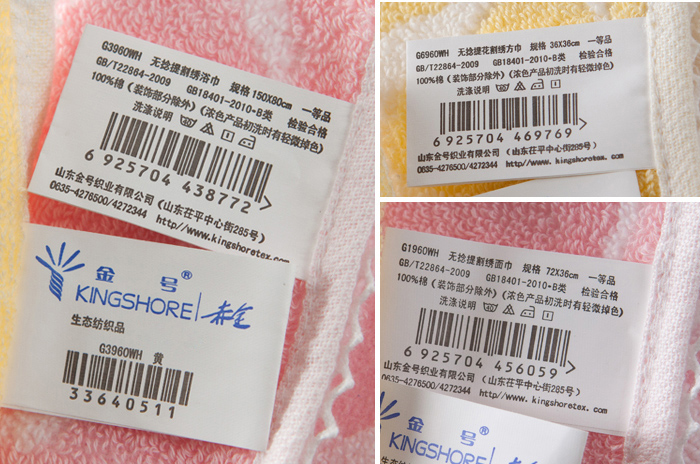 G3960WH 无捻提割绣浴巾 规格150X80cm 一等品
GB/T22864-2009 GB18401-2010·B类 检验合格
100%棉（装饰部分除外）(浓色产品初洗时有轻微掉色)
洗涤说明
6 925704 438772 >
山东金号织业有限公司（山东茌平中心街285号）
0635-4276500/4272344 http//www.kingshoretex.com
金号®
KINGSHORE
生态纺织品
G3960WH 黄
33640511
G6960WH 无捻提花割绣方巾 规格 36X36cm 一等品
GB/T22864-2009 GB18401-2010·B类 检验合格
100%棉（装饰部分除外）(浓色产品初洗时有轻微掉色)
洗涤说明
6 925704 469769 >
山东金号织业有限公司（山东茌平中心街285号）
0635-4276500/4272344 http//www.kingshoretex.com
G1960WH 无捻提割绣面巾 规格 72X36cm 一等品
GB/T22864-2009 GB18401-2010·B类 检验合格
100%棉（装饰部分除外）(浓色产品初洗时有轻微掉色)
洗涤说明
6 925704 456059 >
山东金号织业有限公司（山东茌平中心街285号）
0635-4276500/4272344 http//www.kingshoretex.com
金号®
KINGSHORE